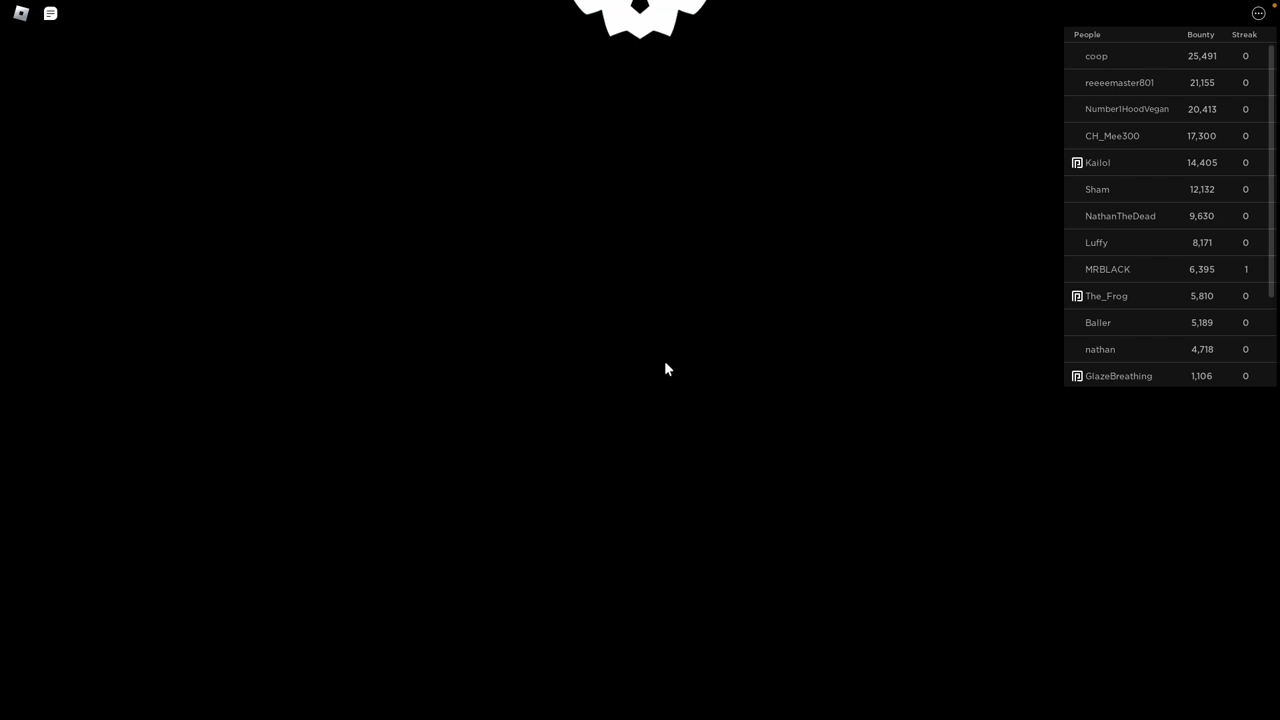 People Bounty Streak
coop 25,491 0
reeeemaster801 21,155 0
Number1HoodVegan 20,413 0
CH_Mee300 17,300 0
Kailol 14,405 0
Sham 12,132 0
NathanTheDead 9,630 0
Luffy 8,171 0
MRBLACK 6,395 1
The_Frog 5,810 0
Baller 5,189 0
nathan 4,718 0
GlazeBreathing 1,106 0